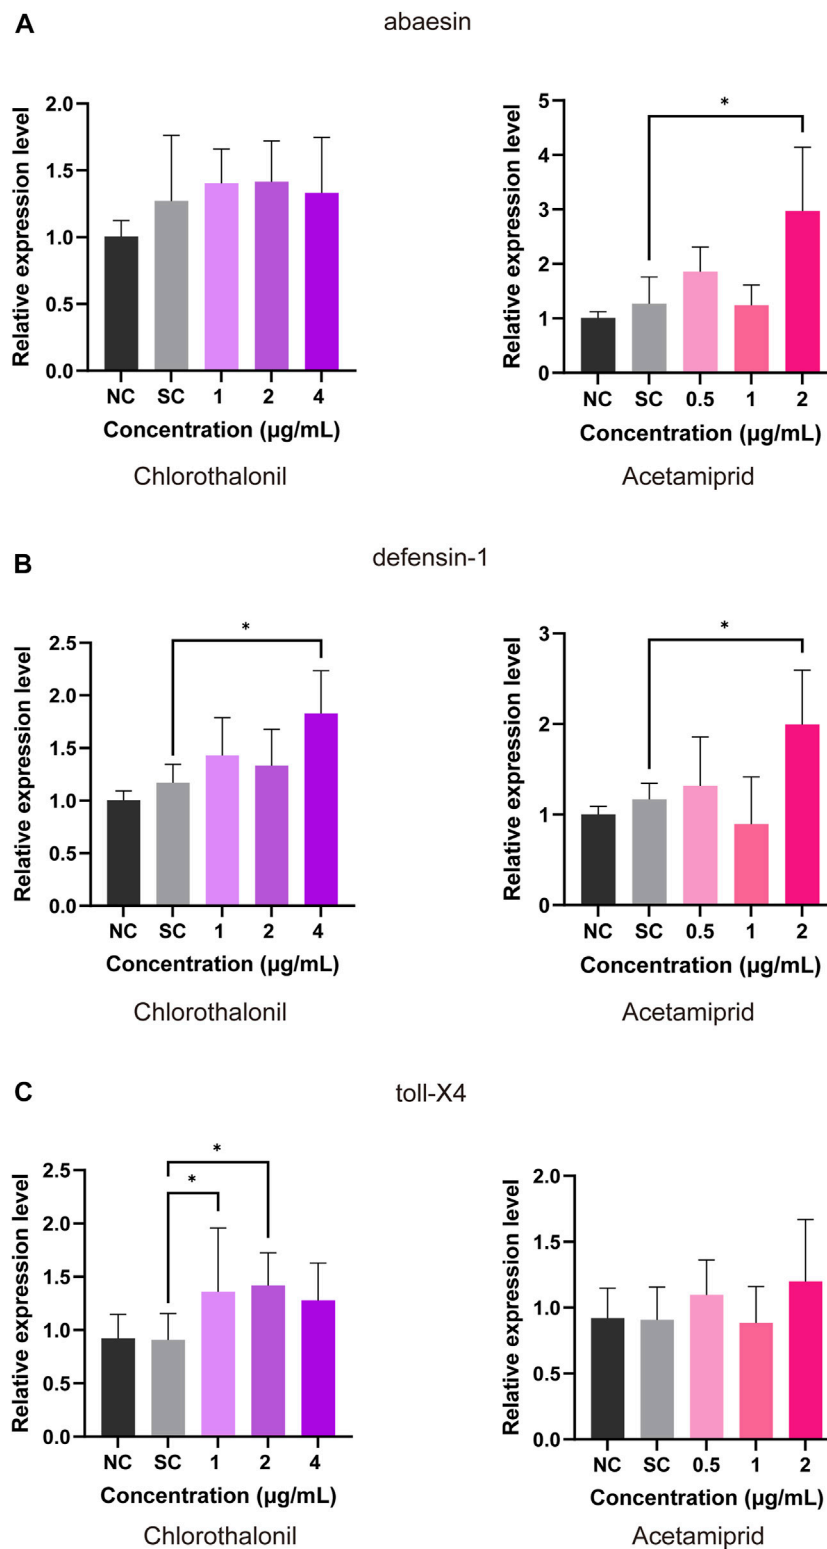 A
abaesin
Relative expression level
2.0
1.5
1.0
0.5
0.0
NC SC 1 2 4
Concentration (µg/mL)
Chlorothalonil
Relative expression level
5
4
3
2
1
0
*
NC SC 0.5 1 2
Concentration (µg/mL)
Acetamiprid
B
defensin-1
Relative expression level
2.5
2.0
1.5
1.0
0.5
0.0
*
NC SC 1 2 4
Concentration (µg/mL)
Chlorothalonil
Relative expression level
3
2
1
0
*
NC SC 0.5 1 2
Concentration (µg/mL)
Acetamiprid
C
toll-X4
Relative expression level
2.5
2.0
1.5
1.0
0.5
0.0
*
*
NC SC 1 2 4
Concentration (µg/mL)
Chlorothalonil
Relative expression level
2.0
1.5
1.0
0.5
0.0
NC SC 0.5 1 2
Concentration (µg/mL)
Acetamiprid